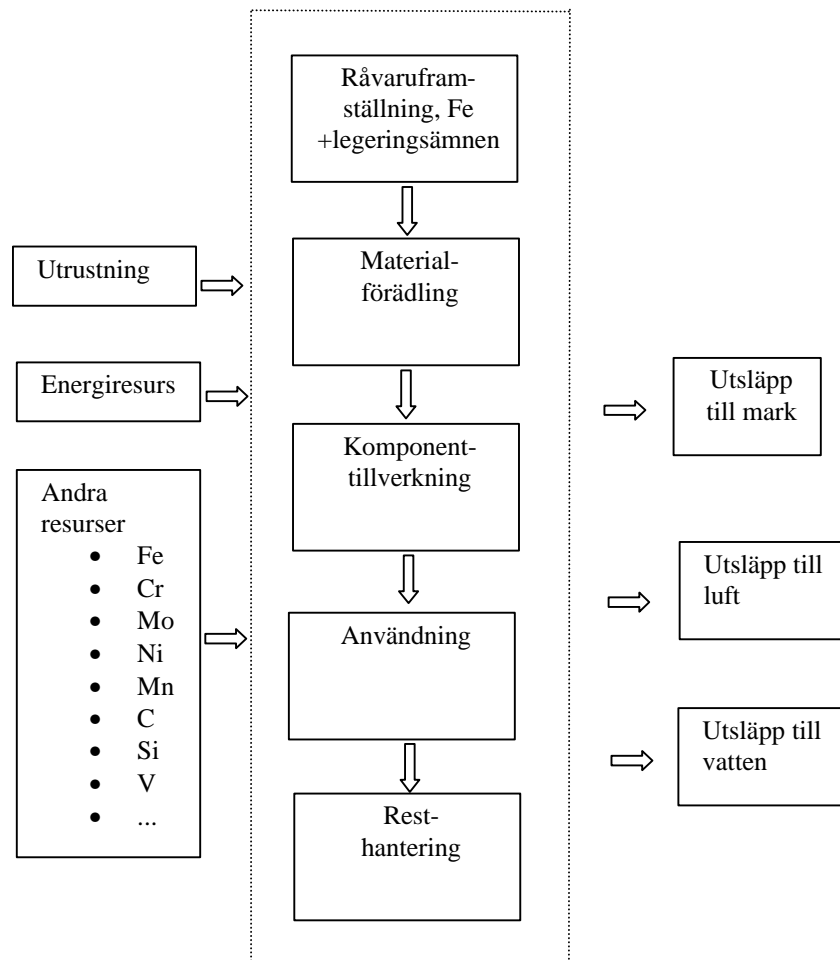 Råvarufram-
ställning, Fe
+legeringsämnen
Material-
förädling
Komponent-
tillverkning
Användning
Rest-
hantering
Utrustning
Energiresurs
Andra
resurser
• Fe
• Cr
• Mo
• Ni
• Mn
• C
• Si
• V
• ...
Utsläpp
till mark
Utsläpp till
luft
Utsläpp till
vatten